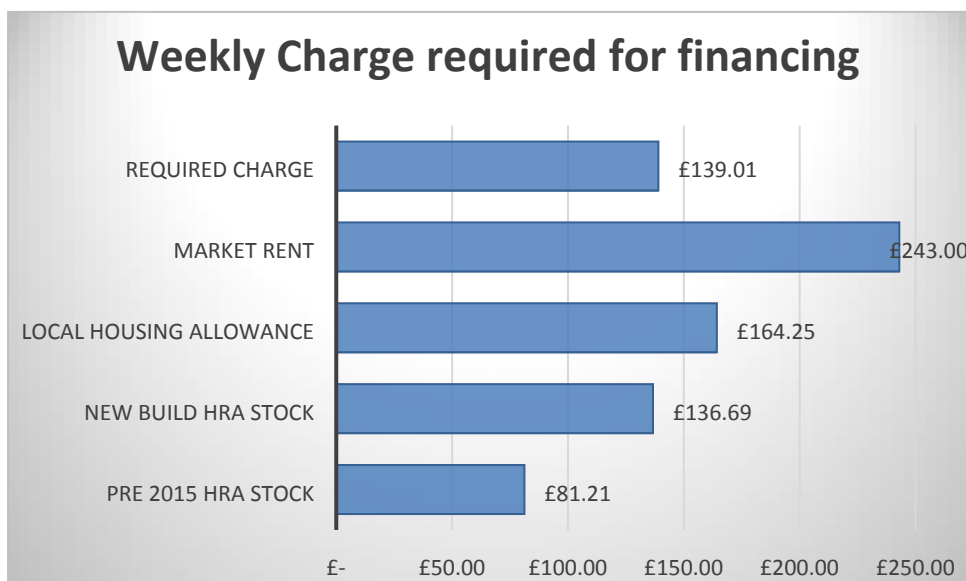 Weekly Charge required for financing
REQUIRED CHARGE £139.01
MARKET RENT £243.00
LOCAL HOUSING ALLOWANCE £164.25
NEW BUILD HRA STOCK £136.69
PRE 2015 HRA STOCK £81.21
£- £50.00 £100.00 £150.00 £200.00 £250.00